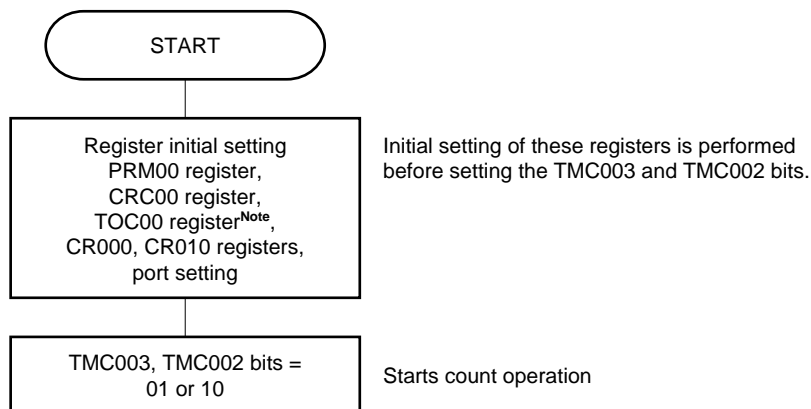 START
Register initial setting
PRM00 register,
CRC00 register,
TOC00 registerNote,
CR000, CR010 registers,
port setting
Initial setting of these registers is performed
before setting the TMC003 and TMC002 bits.
TMC003, TMC002 bits =
01 or 10
Starts count operation